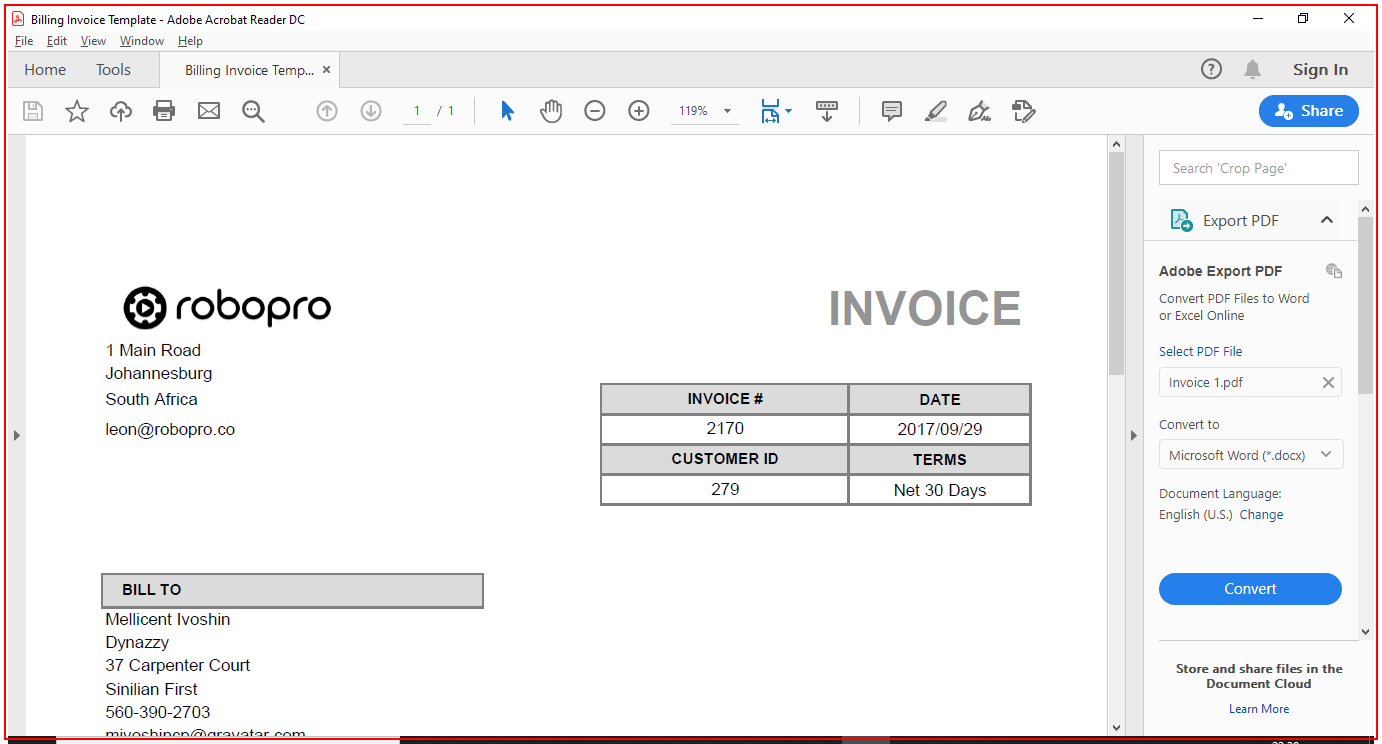 Billing Invoice Template - Adobe Acrobat Reader DC
File Edit View Window Help
Home Tools Billing Invoice Temp... × Sign In
1 / 1 119% Share
Search 'Crop Page'
Export PDF
Adobe Export PDF
Convert PDF Files to Word
or Excel Online
Select PDF File
Invoice 1.pdf
Convert to
Microsoft Word (*.docx)
Document Language:
English (U.S.) Change
Convert
Store and share files in the
Document Cloud
Learn More
robopro
INVOICE
1 Main Road
Johannesburg
South Africa
leon@robopro.co
INVOICE # DATE
2170 2017/09/29
CUSTOMER ID TERMS
279 Net 30 Days
BILL TO
Mellicent Ivoshin
Dynazzy
37 Carpenter Court
Sinilian First
560-390-2703
mivoshincp@gravatar.com